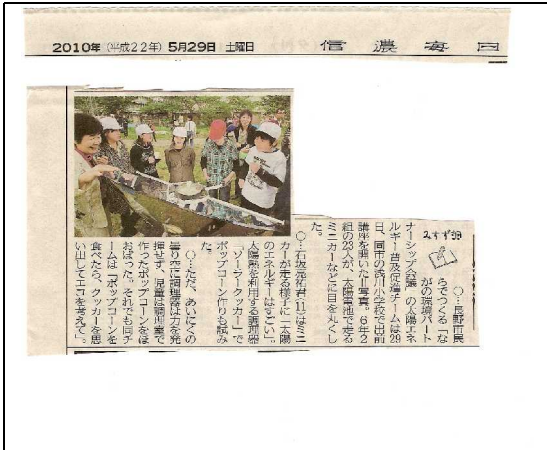 2010年(平成22年)5月29日 土曜日 信濃毎日
みすず
〇…長野市民
らでつくる「な
がの環境パート
ナーシップ会議」の太陽エネ
ルギー普及促進チームは29
日、同市の浅川小学校で出前
講座を開いた=写真。6年2
組の23人が、太陽電池で走る
ミニカーなどに目を丸くし
た。
〇…石坂亮祐君(11)はミニ
カーが走る様子に「太陽
のエネルギーはすごい」。
太陽熱を利用する調理器
「ソーラークッカー」で
ポップコーン作りも試み
た。
〇…ただ、あいにくの
曇り空に調理器は力を発
揮せず、児童は調理室で
作ったポップコーンをほ
おばった。それでも同チ
ームは「ポップコーンを
食べたら、クッカーを思
い出してエコを考えて」。